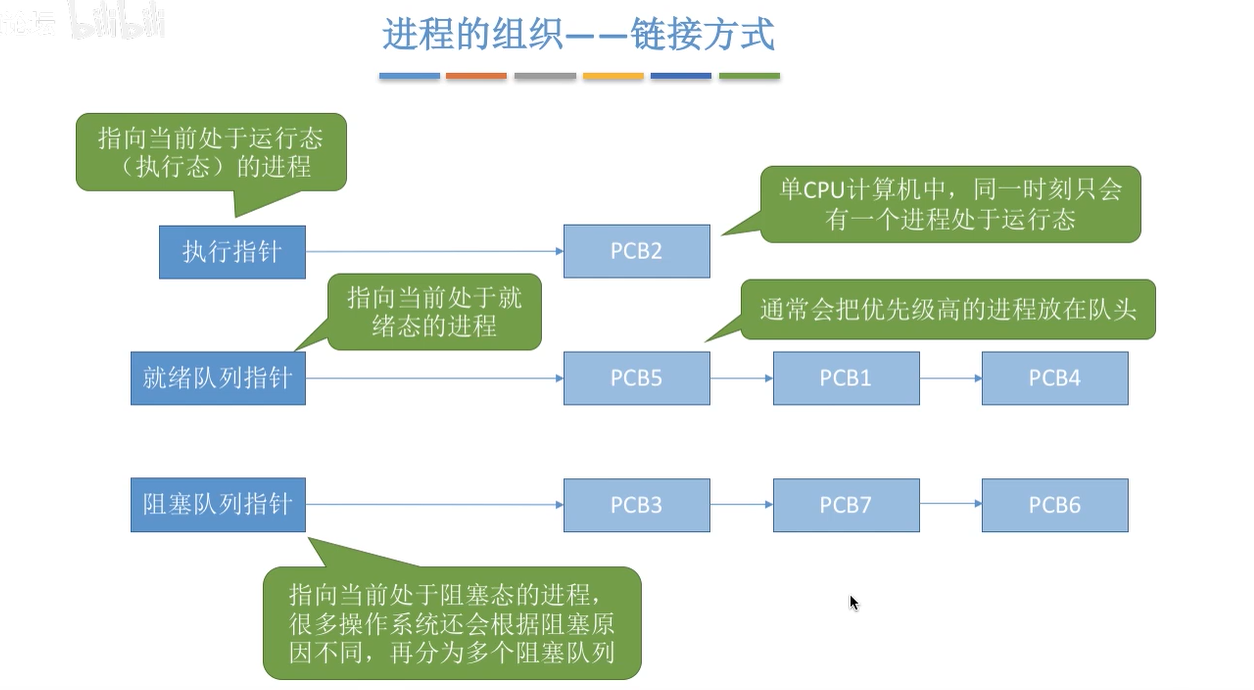 bilibili
进程的组织——链接方式
指向当前处于运行态
（执行态）的进程
单CPU计算机中，同一时刻只会
有一个进程处于运行态
执行指针
PCB2
指向当前处于就
绪态的进程
通常会把优先级高的进程放在队头
就绪队列指针
PCB5
PCB1
PCB4
阻塞队列指针
PCB3
PCB7
PCB6
指向当前处于阻塞态的进程，
很多操作系统还会根据阻塞原
因不同，再分为多个阻塞队列